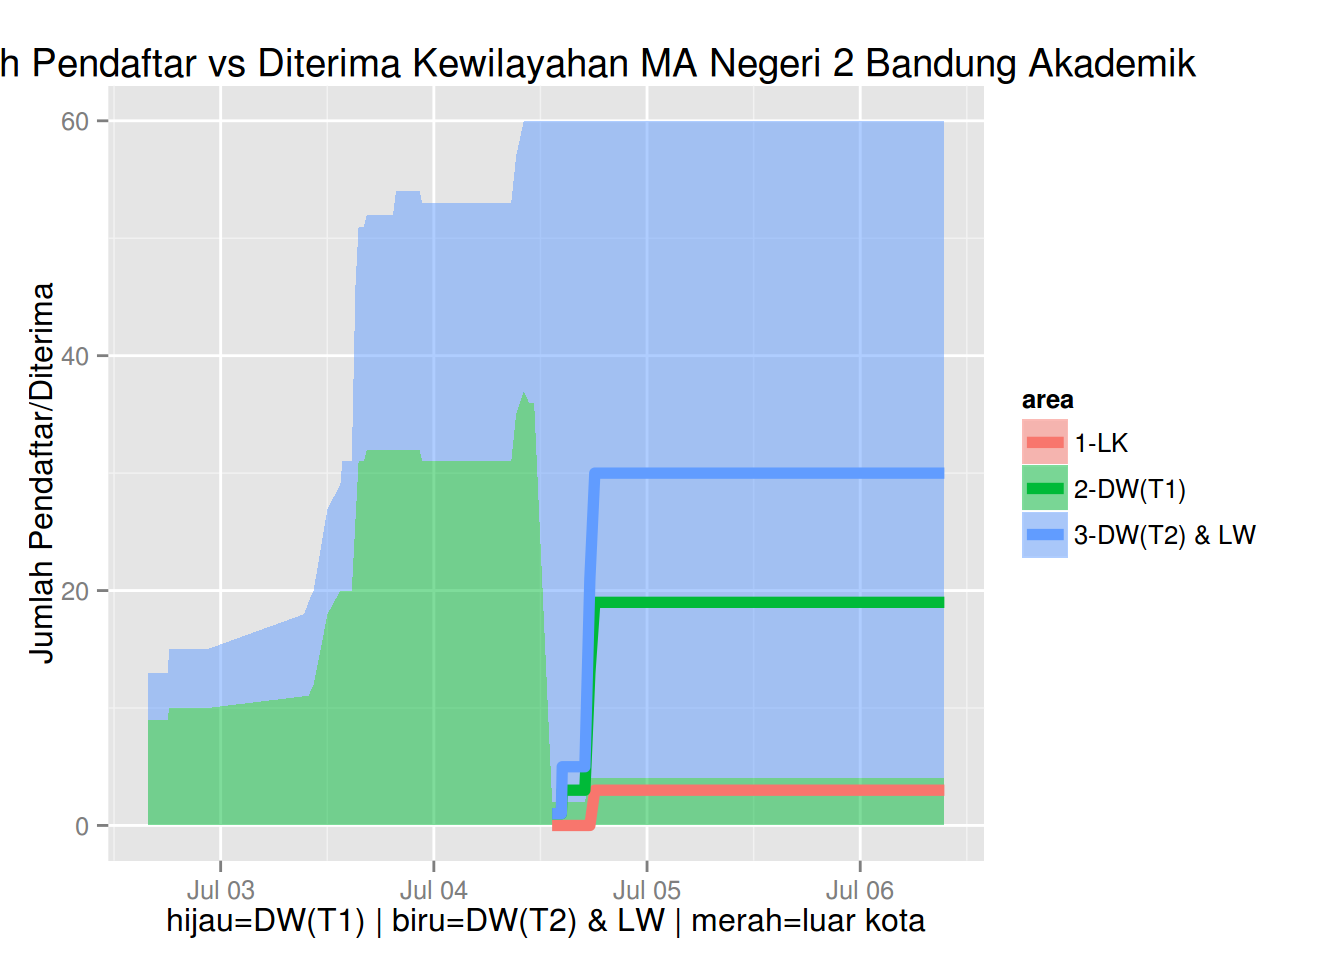 h Pendaftar vs Diterima Kewilayahan MA Negeri 2 Bandung Akademik
Jumlah Pendaftar/Diterima
60
40
20
0
Jul 03
Jul 04
Jul 05
Jul 06
hijau=DW(T1) | biru=DW(T2) & LW | merah=luar kota
area
1-LK
2-DW(T1)
3-DW(T2) & LW